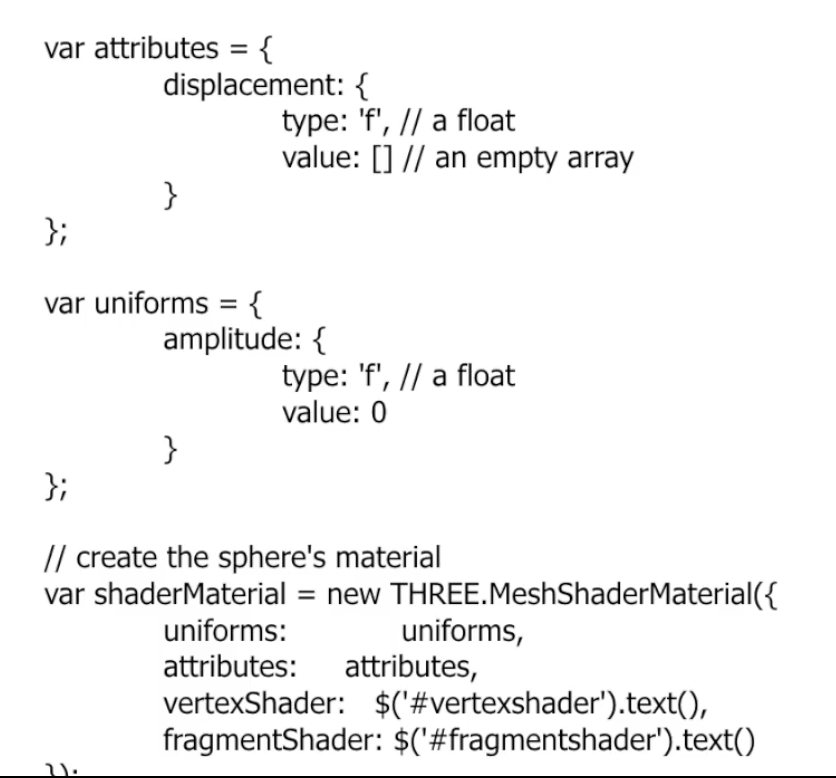 var attributes = {
displacement: {
type: 'f', // a float
value: [] // an empty array
}
};
var uniforms = {
amplitude: {
type: 'f', // a float
value: 0
}
};
// create the sphere's material
var shaderMaterial = new THREE.MeshShaderMaterial({
uniforms: uniforms,
attributes: attributes,
vertexShader: $('#vertexshader').text(),
fragmentShader: $('#fragmentshader').text()
});